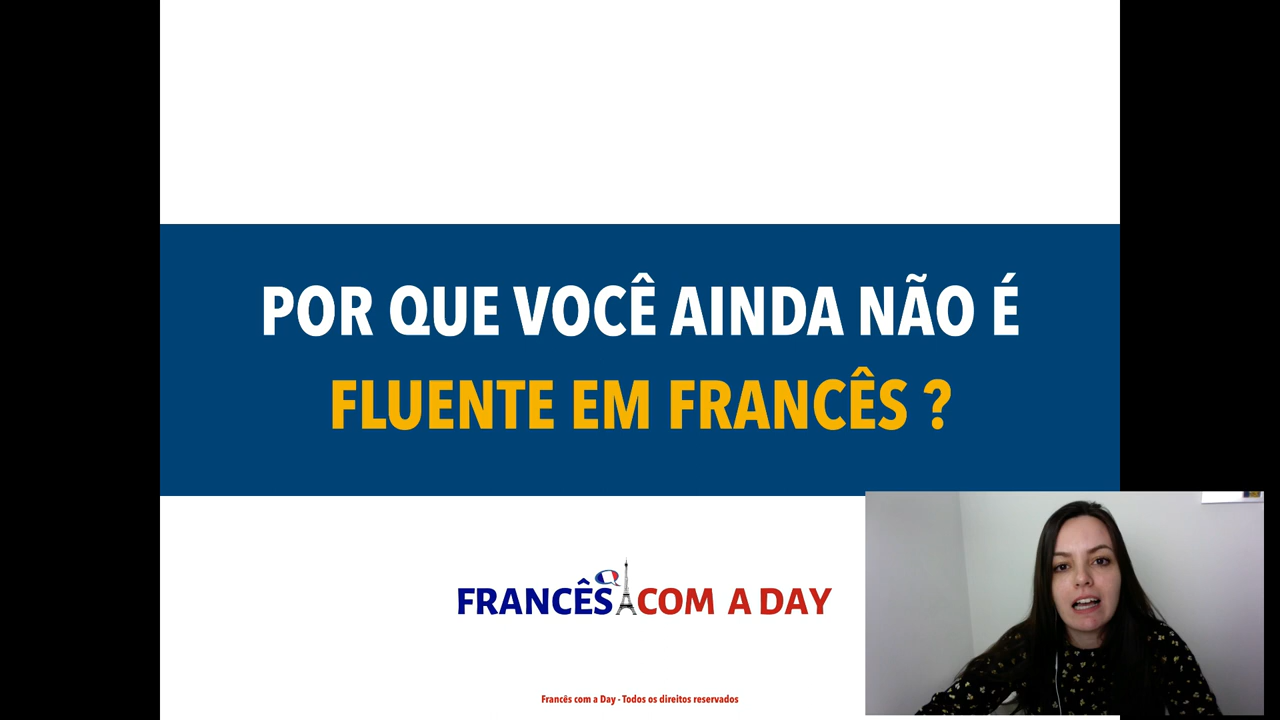 POR QUE VOCÊ AINDA NÃO É
FLUENTE EM FRANCÊS ?
FRANCÊS COM A DAY
Francês com a Day - Todos os direitos reservados